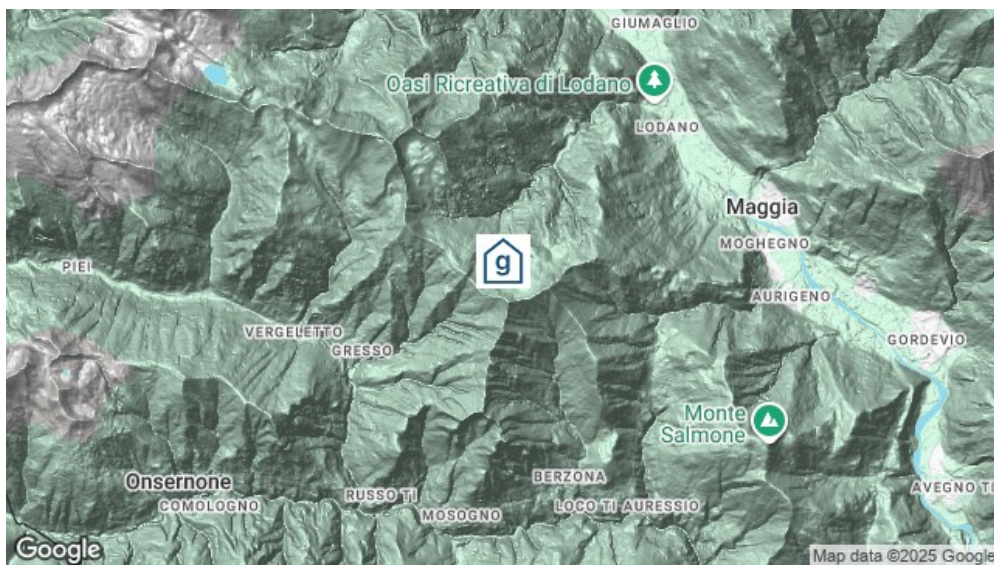 GIUMAGLIO
Oasi Ricreativa di Lodano
LODANO
Maggia
MOGHEGNO
g
PIEI
AURIGENO
VERGELETTO
GORDEVIO
GRESSO
Monte
Salmone
BERZONA
Onsernone
AVEGNO TI
RUSSO TI
COMOLOGNO
LOCO TI AURESSIO
MOSOGNO
Google
Map data ©2025 Google